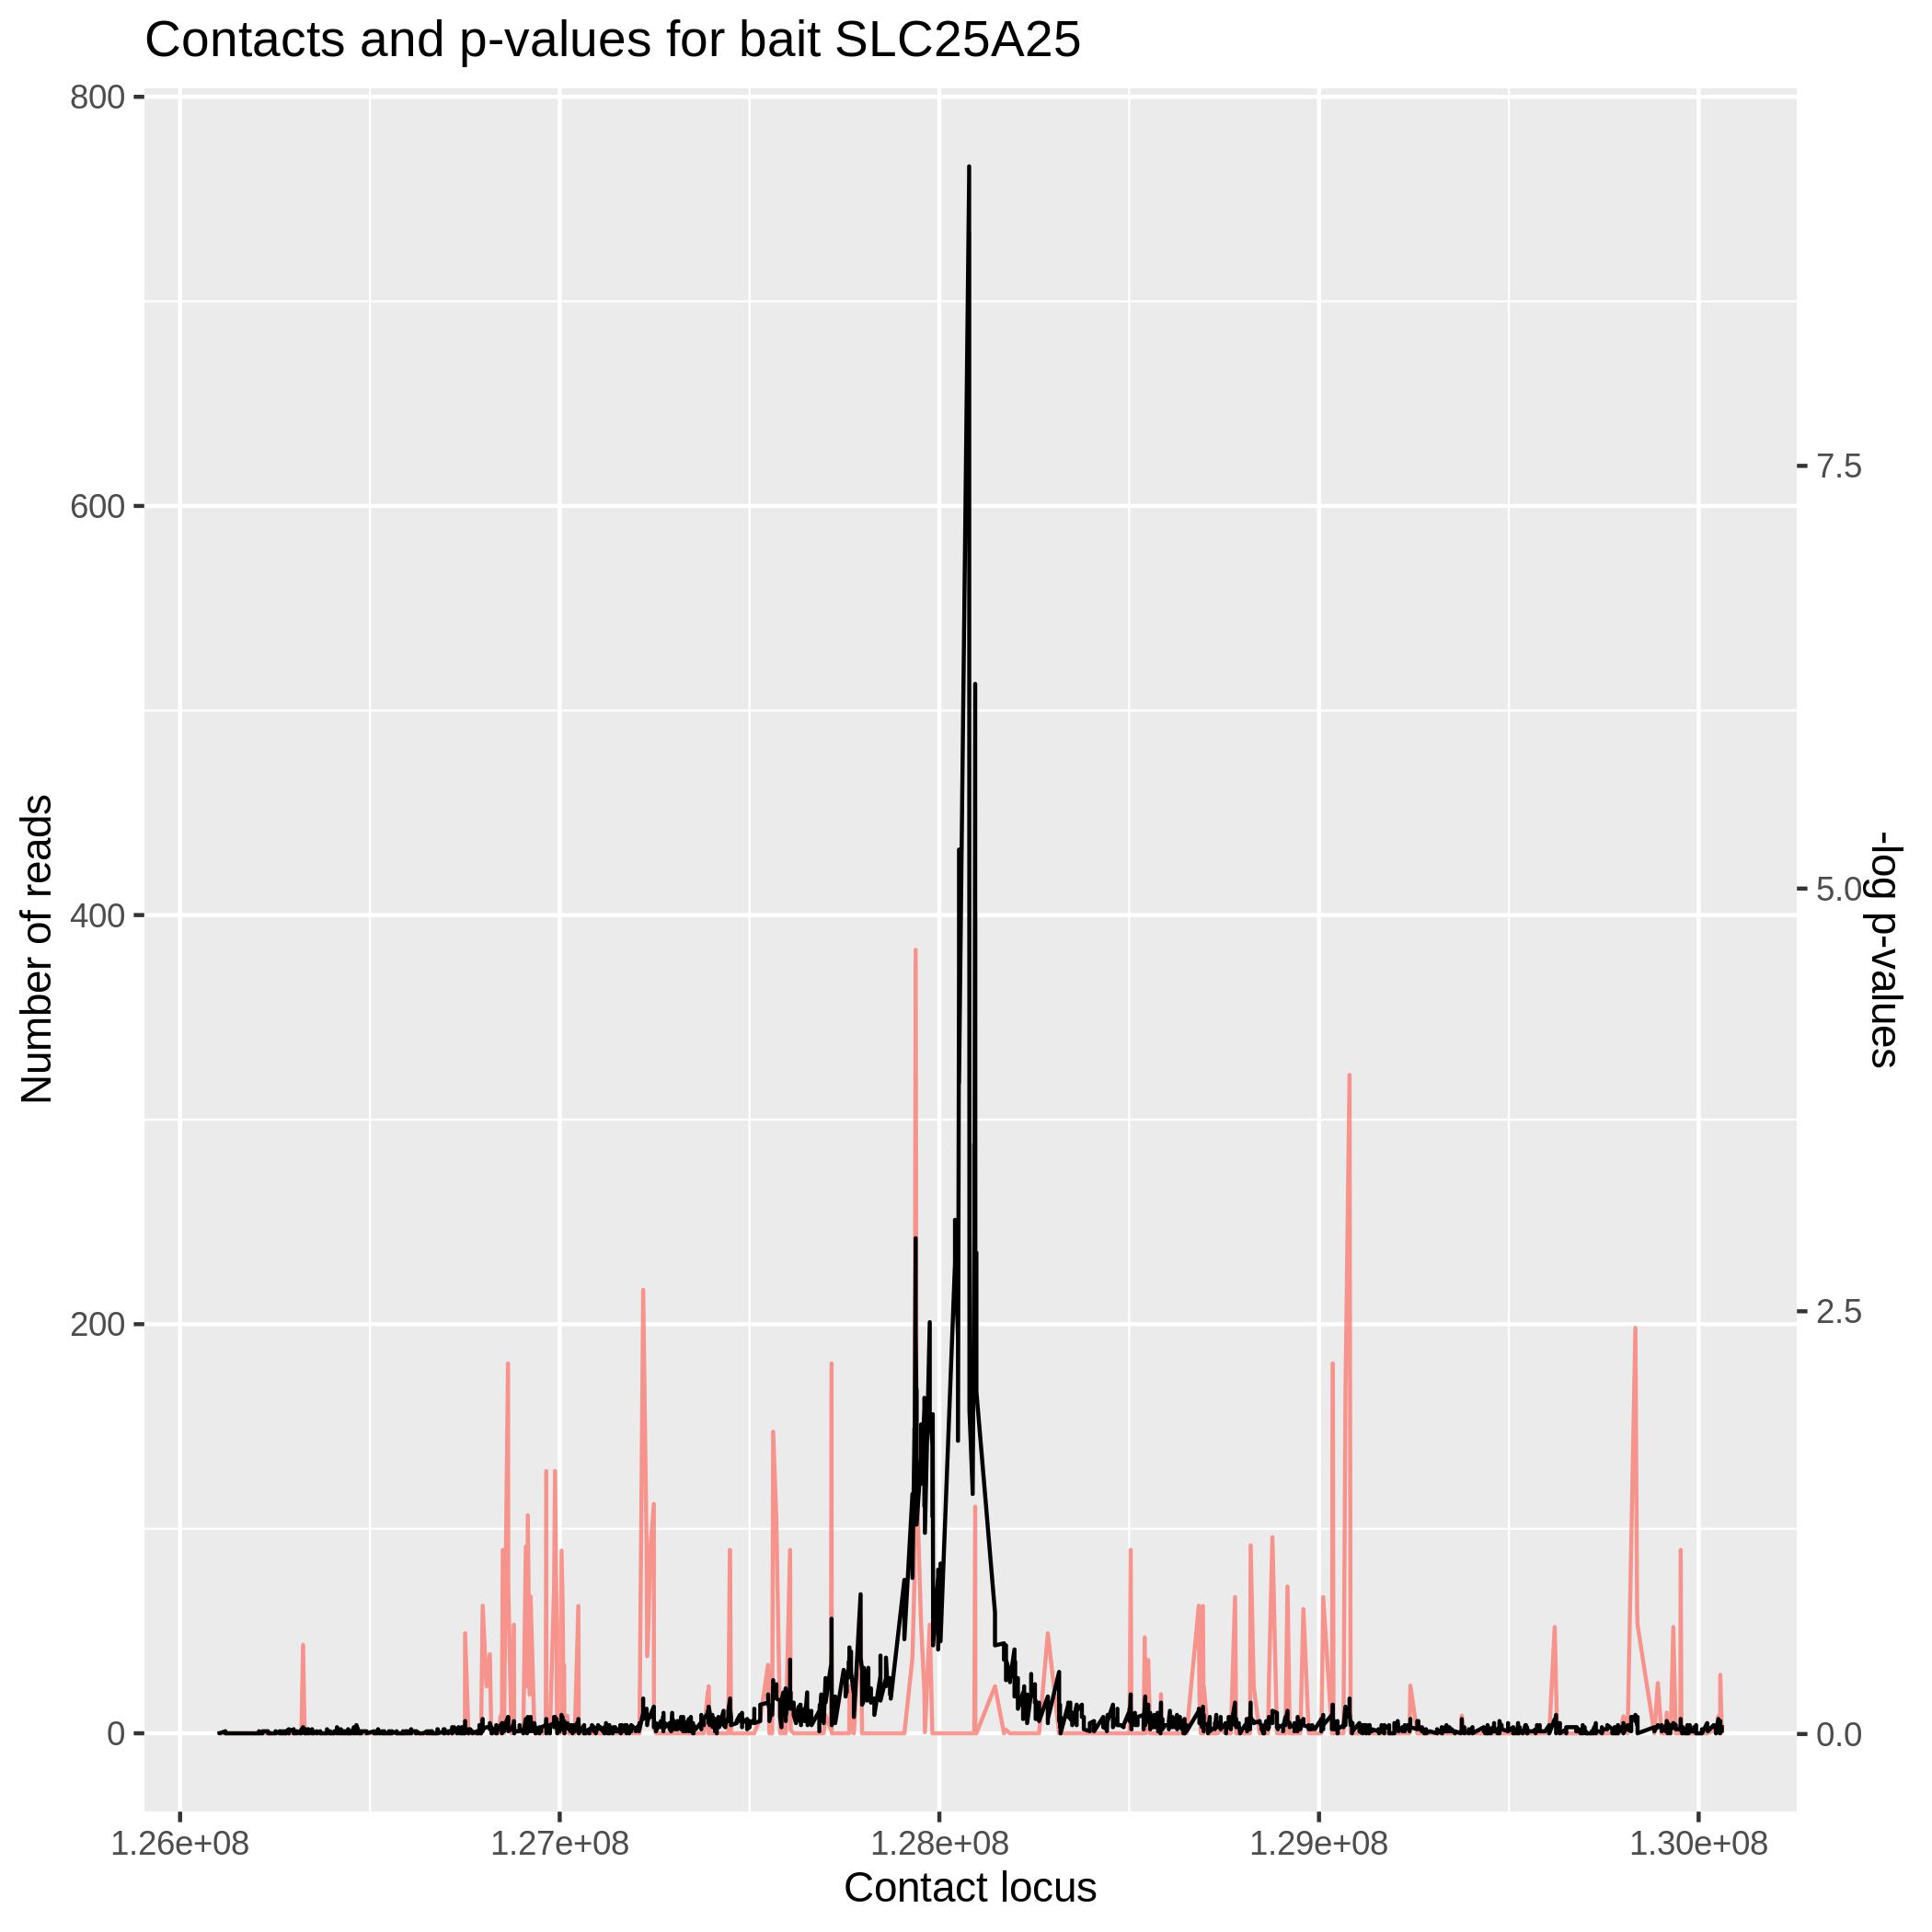 Contacts and p-values for bait SLC25A25
800
600
400
200
0
Number of reads
7.5
5.0
2.5
0.0
-log p-values
1.26e+08
1.27e+08
1.28e+08
1.29e+08
1.30e+08
Contact locus